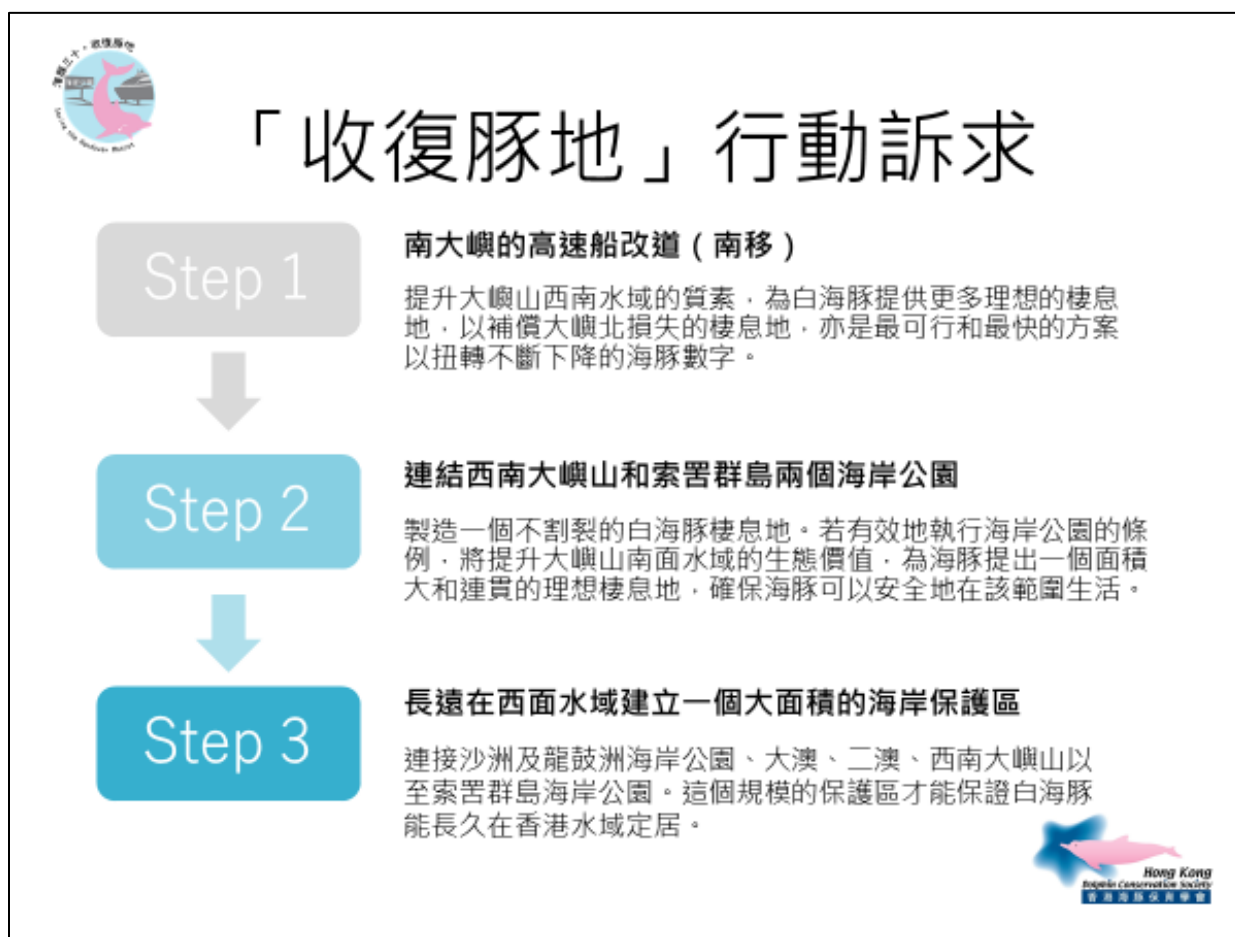 「收復豚地」行動訴求
Step 1
南大嶼的高速船改道（南移）
提升大嶼山西南水域的質素，為白海豚提供更多理想的棲息
地，以補償大嶼北損失的棲息地，亦是最可行和最快的方案
以扭轉不斷下降的海豚數字。
Step 2
連結西南大嶼山和索罟群島兩個海岸公園
製造一個不割裂的白海豚棲息地。若有效地執行海岸公園的條
例，將提升大嶼山南面水域的生態價值，為海豚提出一個面積
大和連貫的理想棲息地，確保海豚可以安全地在該範圍生活。
Step 3
長遠在西面水域建立一個大面積的海岸保護區
連接沙洲及龍鼓洲海岸公園、大澳、二澳、西南大嶼山以
至索罟群島海岸公園。這個規模的保護區才能保證白海豚
能長久在香港水域定居。
Hong Kong
Dolphin Conservation Society
香港海豚保育學會